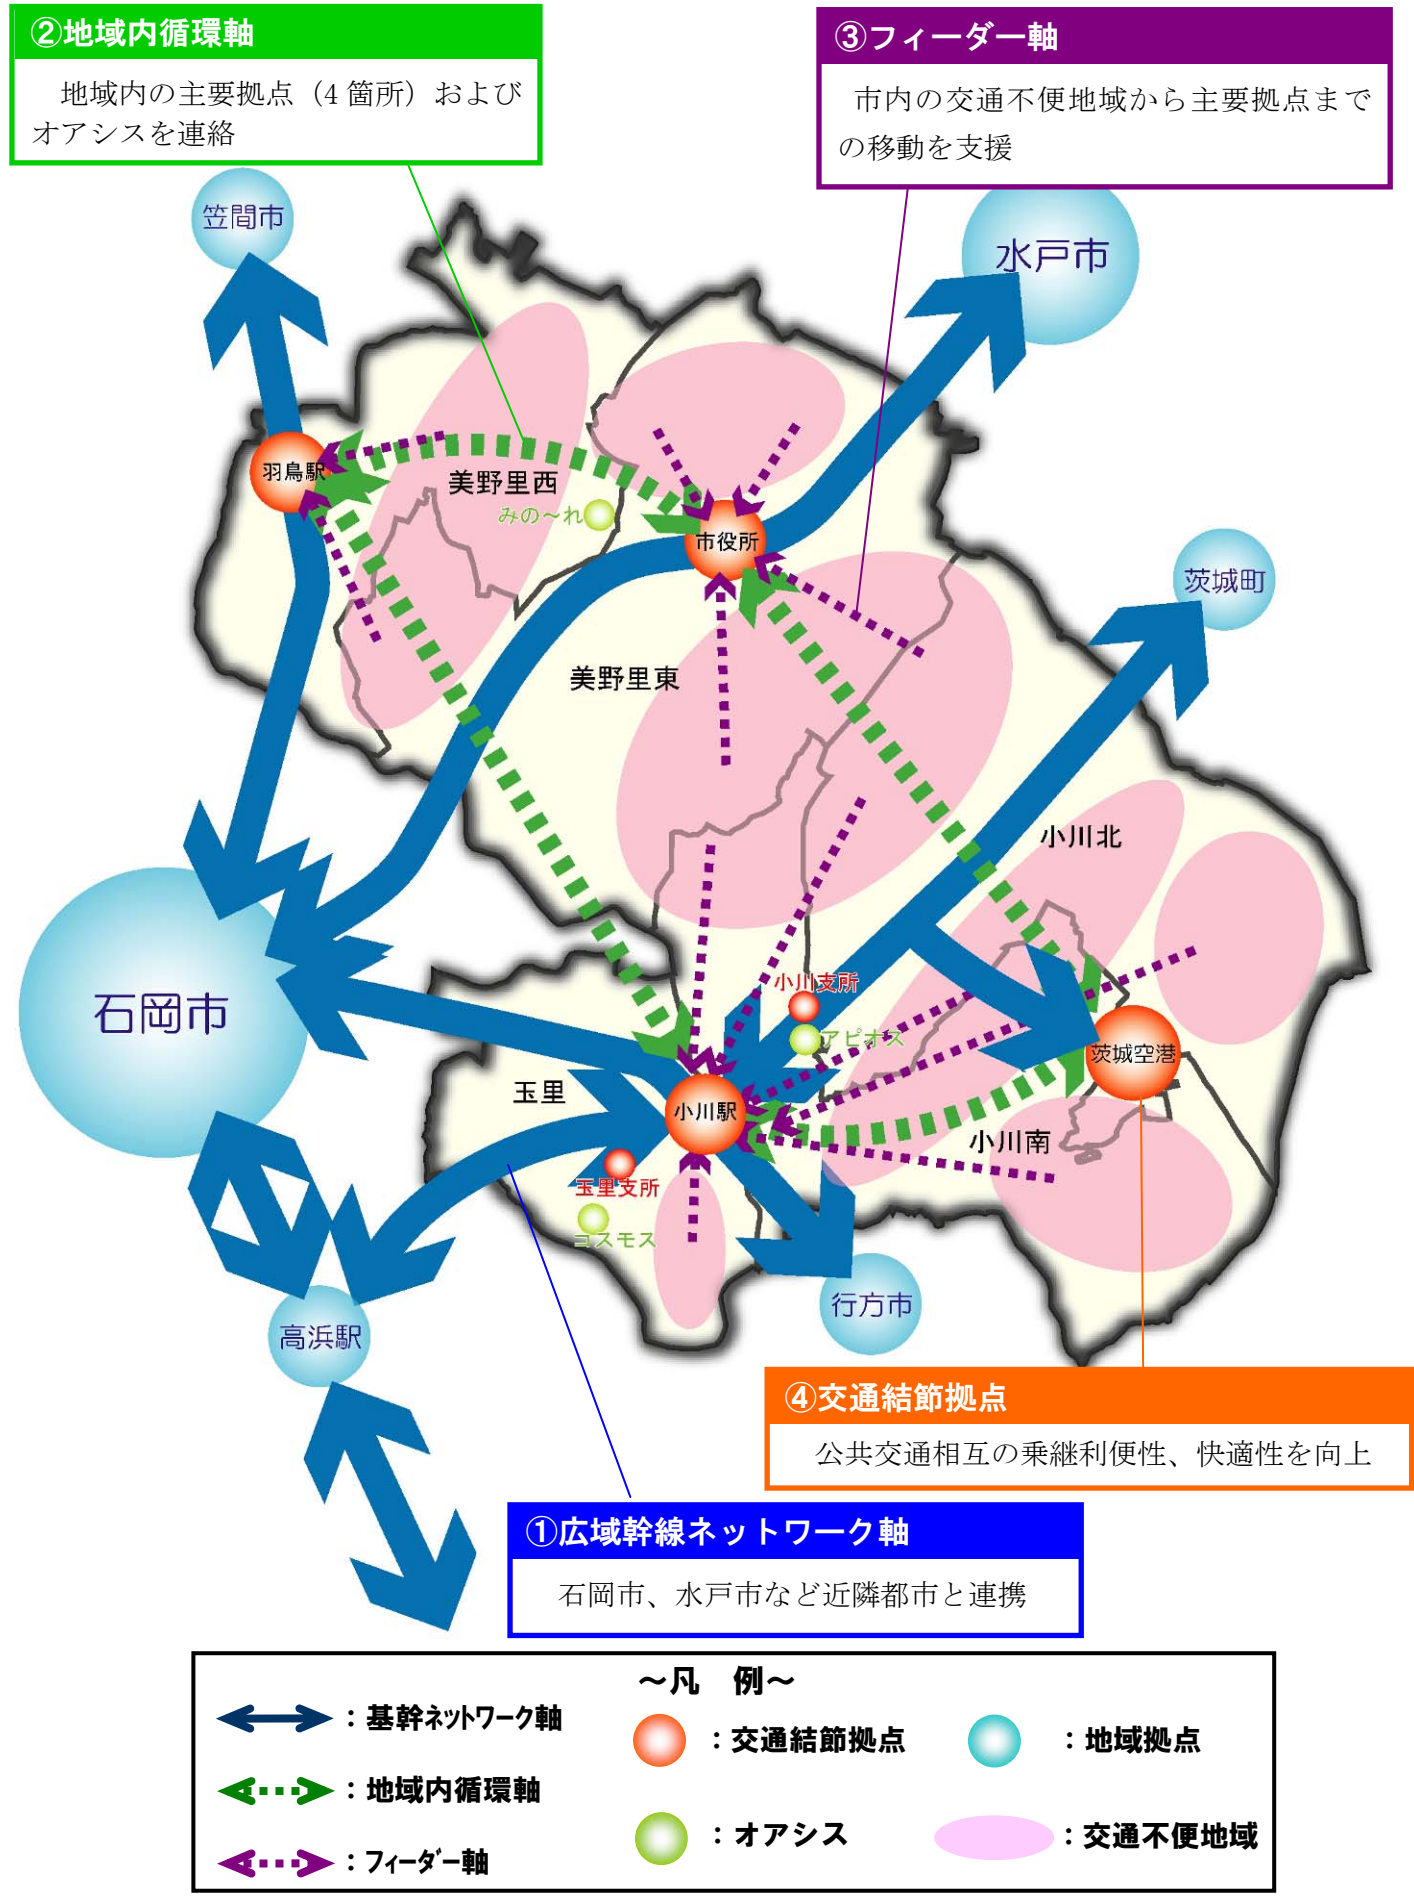 ②地域内循環軸
地域内の主要拠点（4箇所）および
オアシスを連絡
③フィーダー軸
市内の交通不便地域から主要拠点まで
の移動を支援
笠間市
水戸市
羽鳥駅
美野里西
みの～れ
市役所
茨城町
美野里東
小川北
小川支所
アピオス
石岡市
茨城空港
玉里
小川駅
小川南
玉里支所
コスモス
行方市
高浜駅
④交通結節拠点
公共交通相互の乗継利便性、快適性を向上
①広域幹線ネットワーク軸
石岡市、水戸市など近隣都市と連携
～凡　例～
：基幹ネットワーク軸
：交通結節拠点
：地域拠点
：地域内循環軸
：オアシス
：交通不便地域
：フィーダー軸